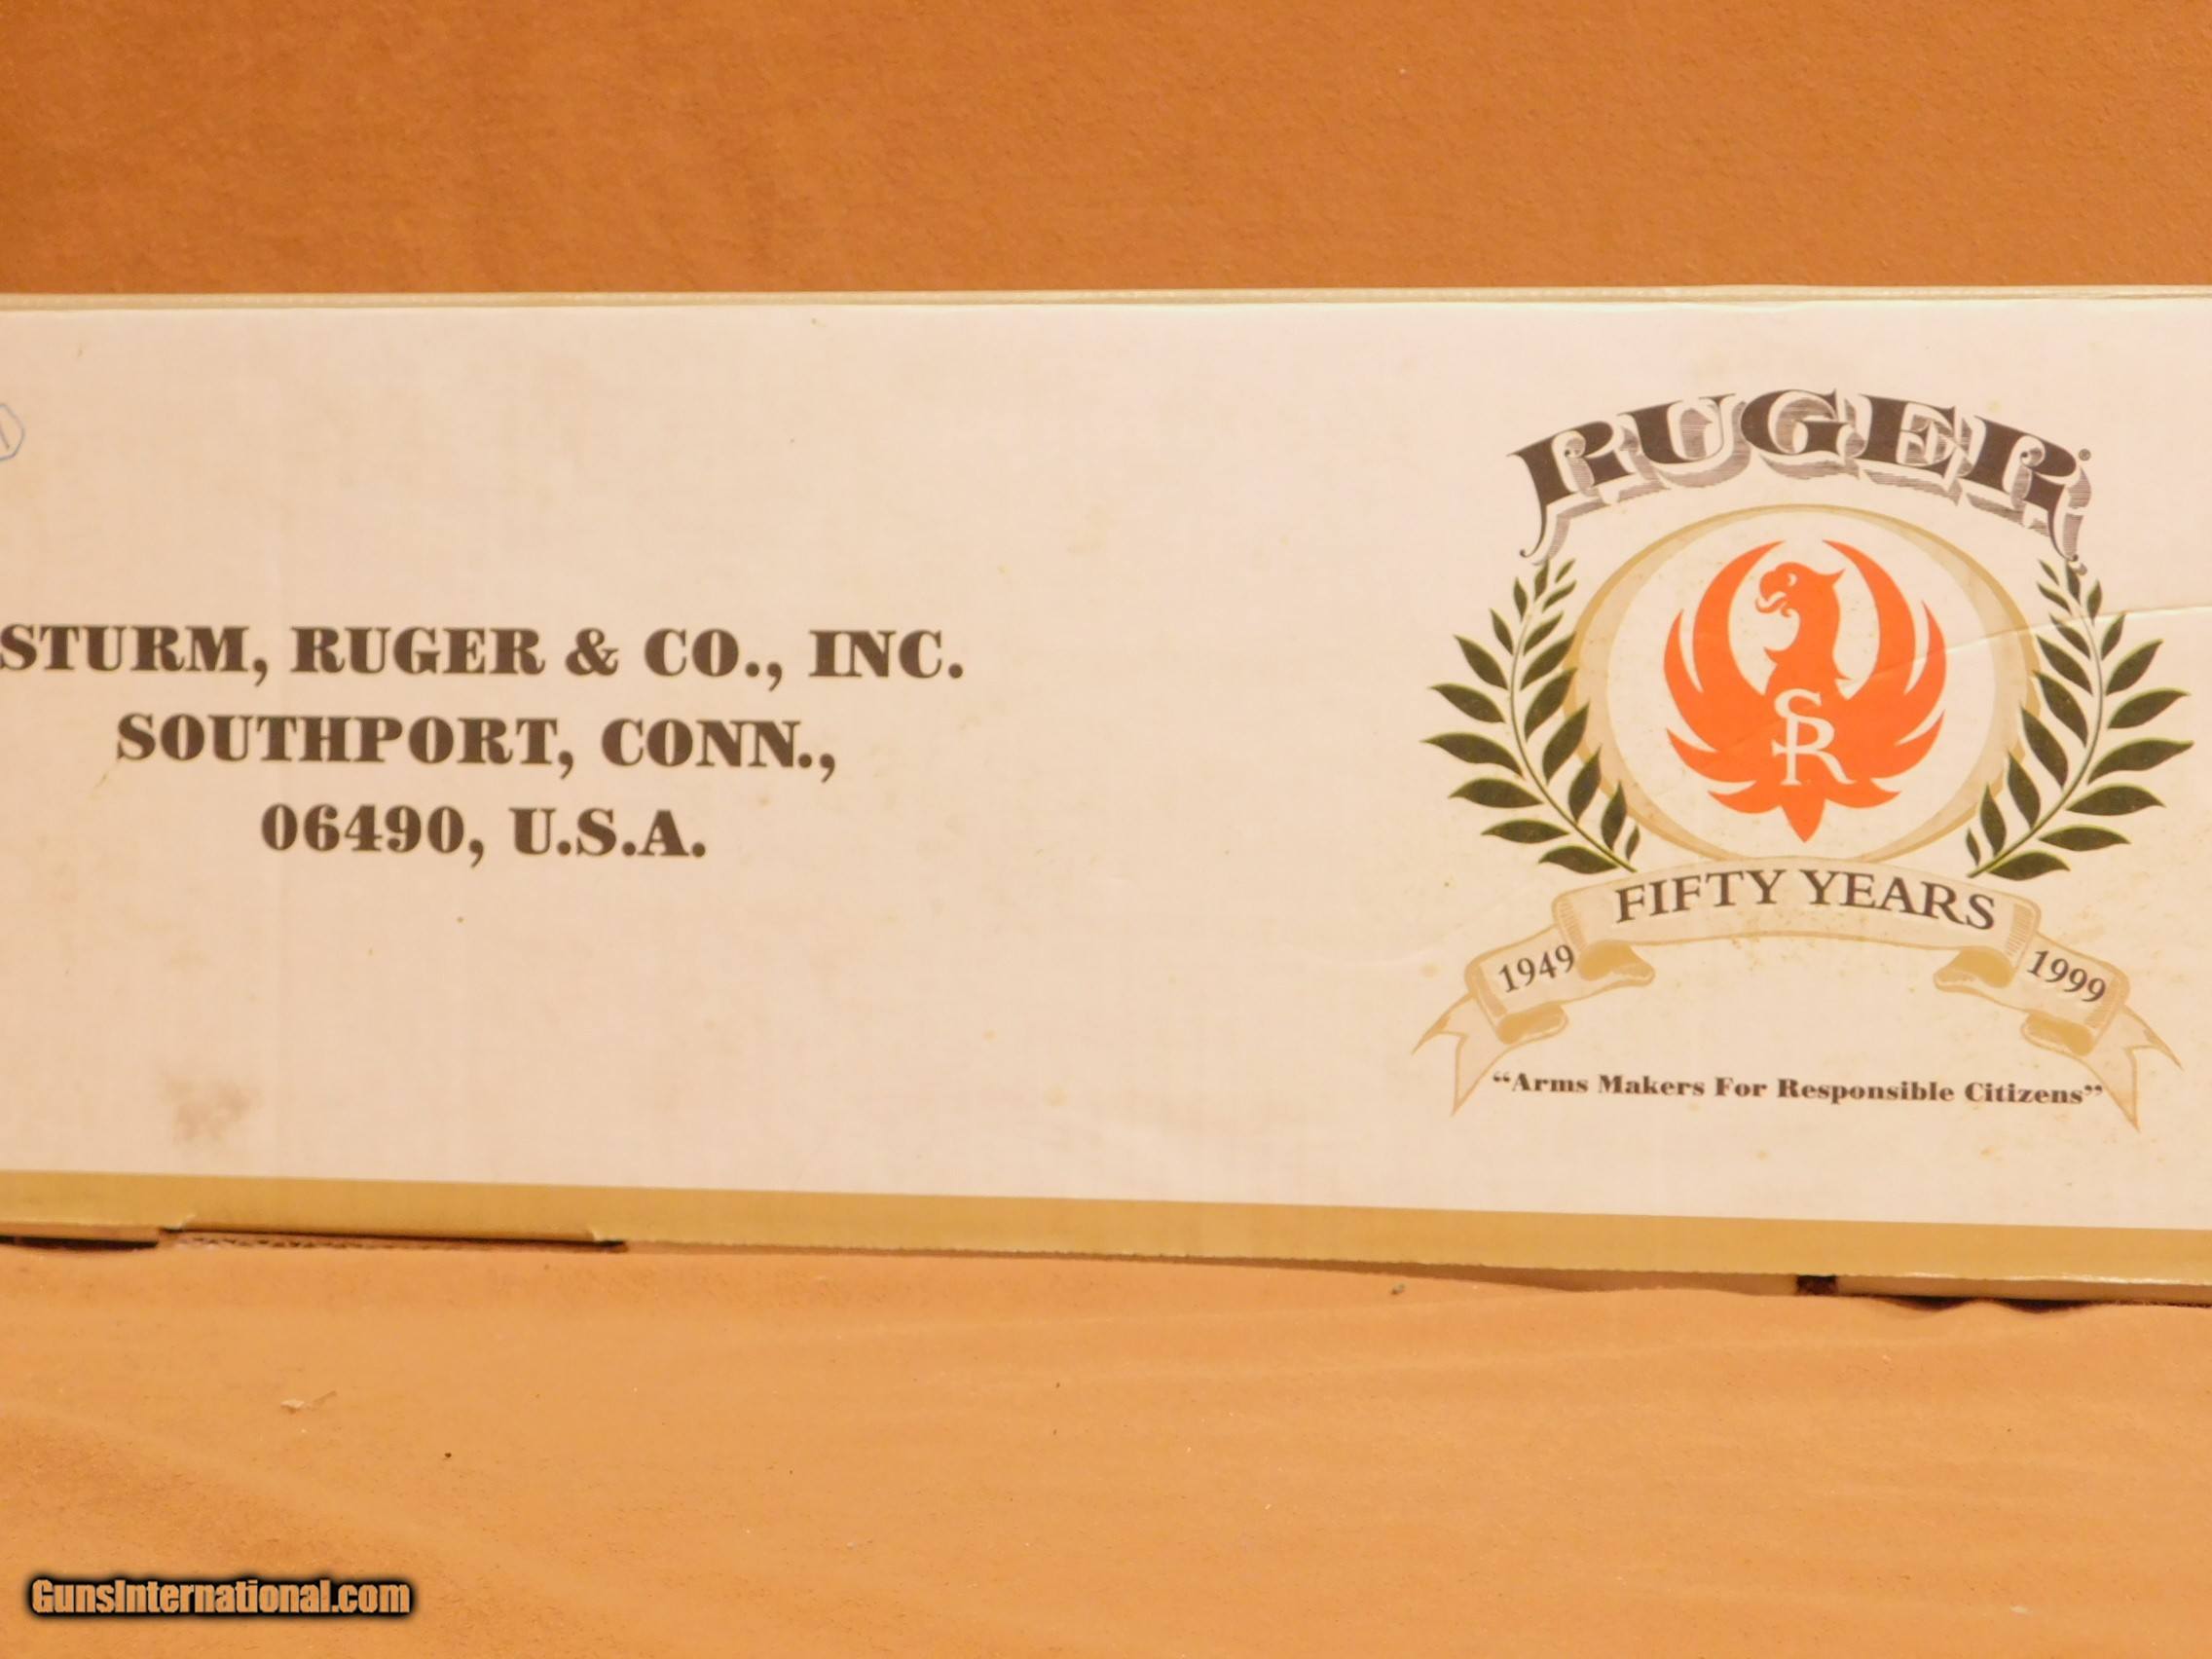 STURM, RUGER & CO., INC.
SOUTHPORT, CONN.,
06490, U.S.A.
RUGER®
SR
FIFTY YEARS
1949 1999
“Arms Makers For Responsible Citizens”
GunsInternational.com